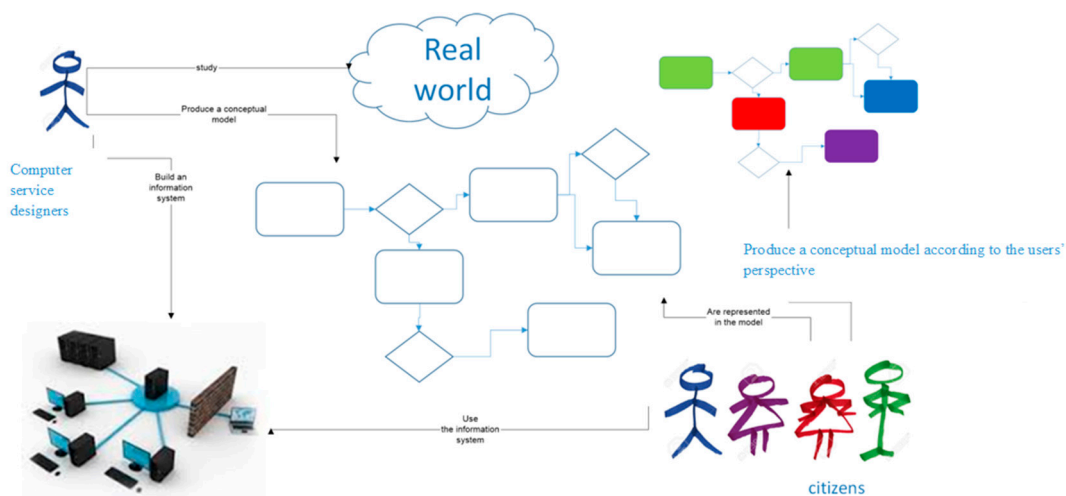 Real
world
study
Produce a conceptual
model
Computer
service
designers
Build an
information
system
Produce a conceptual model according to the users'
perspective
Are represented
in the model
Use
the information
system
citizens